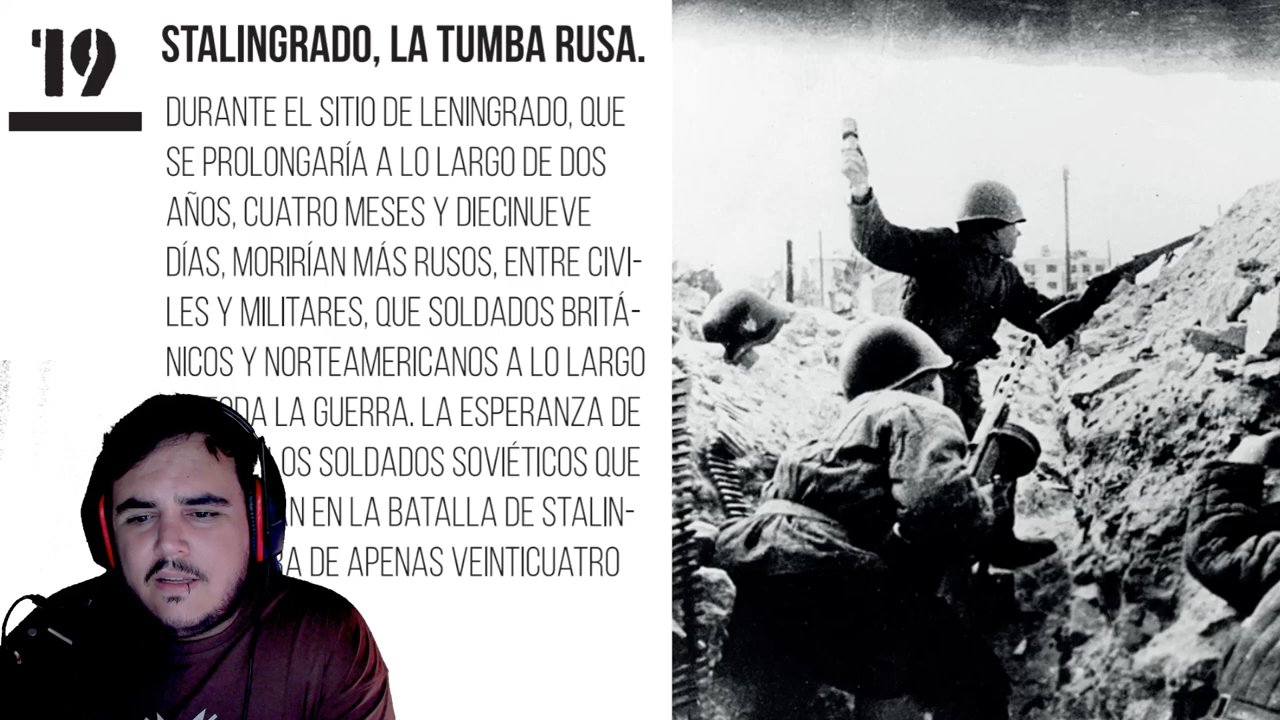 19
STALINGRADO, LA TUMBA RUSA.
DURANTE EL SITIO DE LENINGRADO, QUE
SE PROLONGARÍA A LO LARGO DE DOS
AÑOS, CUATRO MESES Y DIECINUEVE
DÍAS, MORIRÍAN MÁS RUSOS, ENTRE CIVI-
LES Y MILITARES, QUE SOLDADOS BRITÁ-
NICOS Y NORTEAMERICANOS A LO LARGO
TODA LA GUERRA. LA ESPERANZA DE
OS SOLDADOS SOVIÉTICOS QUE
N EN LA BATALLA DE STALIN-
RA DE APENAS VEINTICUATRO